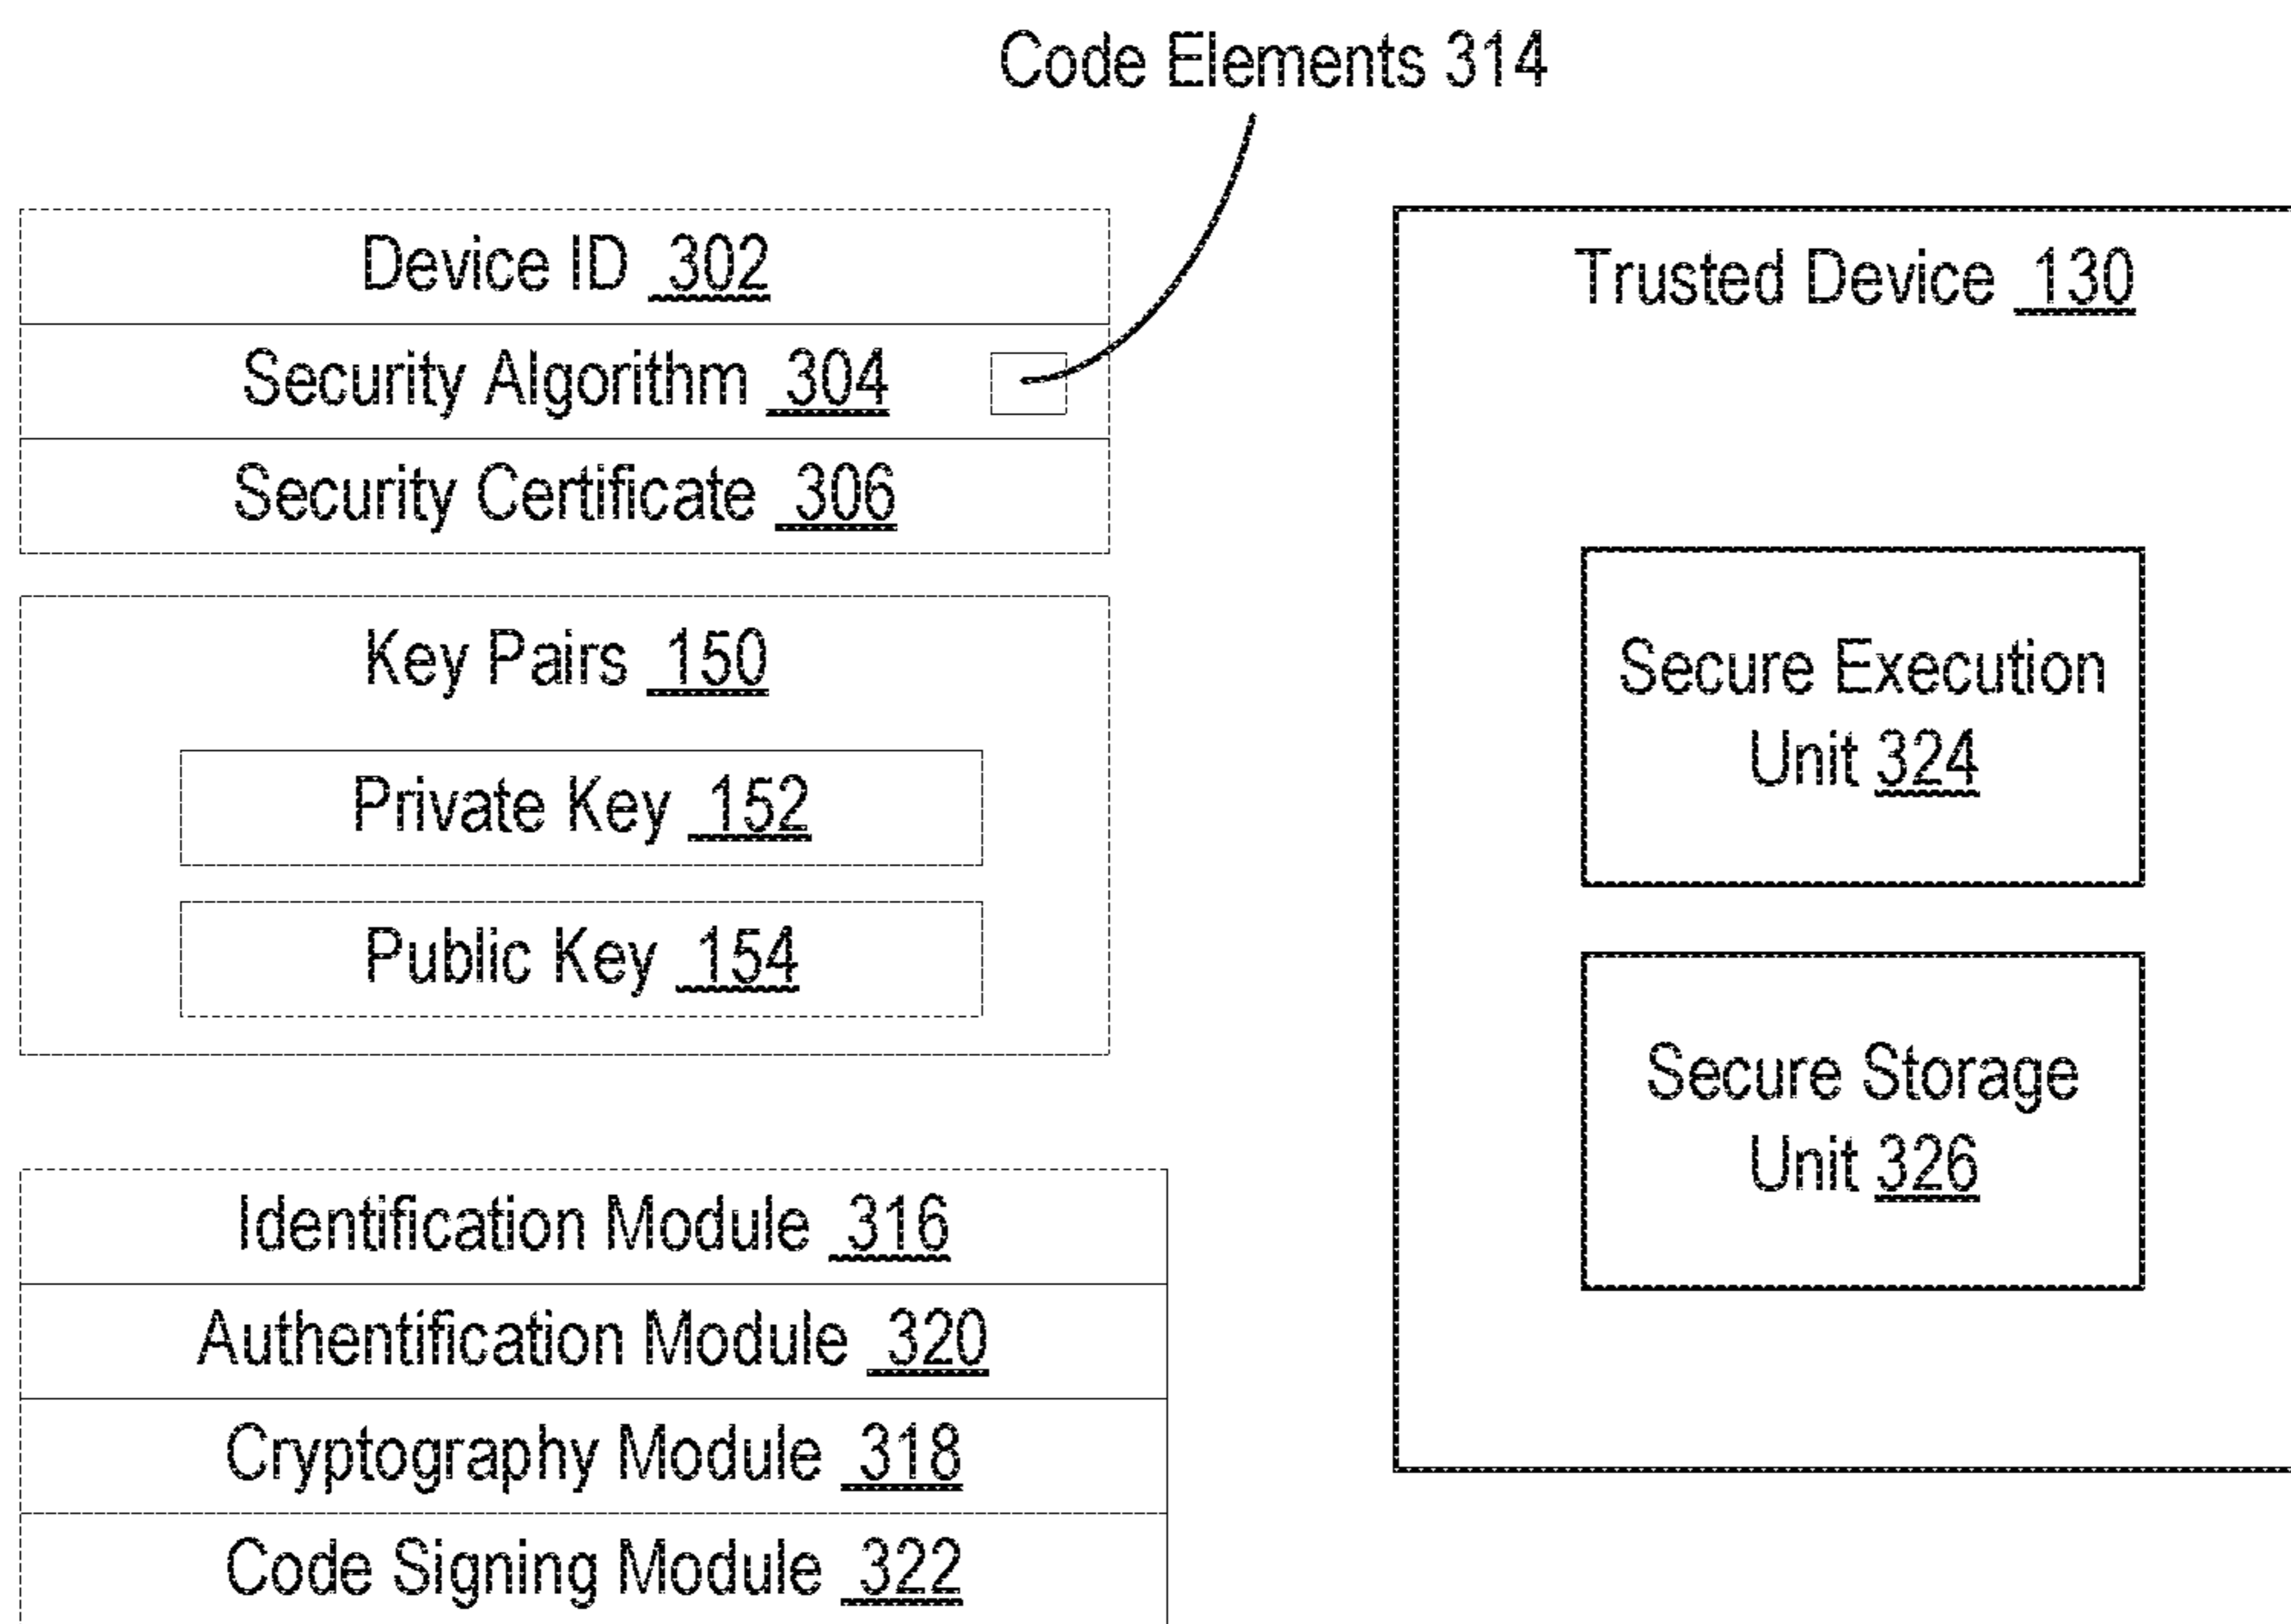 Code Elements 314
Device ID 302
Security Algorithm 304
Security Certificate 306
Key Pairs 150
Private Key 152
Public Key 154
Identification Module 316
Authentification Module 320
Cryptography Module 318
Code Signing Module 322
Trusted Device 130
Secure Execution
Unit 324
Secure Storage
Unit 326